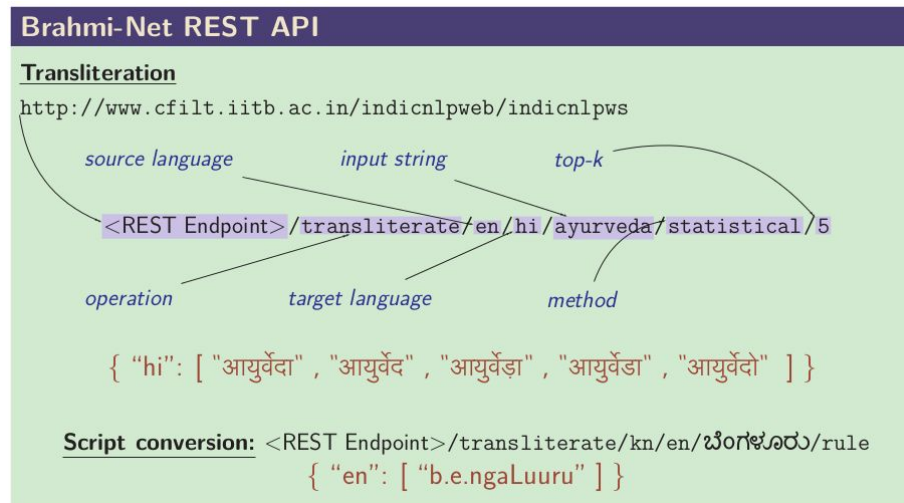 Brahmi-Net REST API
Transliteration
http://www.cfilt.iitb.ac.in/indicnlpweb/indicnlpws
source language input string top-k
<REST Endpoint>/transliterate/en/hi/ayurveda/statistical/5
operation target language method
{ “hi”: [ "आयुर्वेदा" , "आयुर्वेद" , "आयुर्वेड़ा" , "आयुर्वेडा" , "आयुर्वेदो" ] }
Script conversion: <REST Endpoint>/transliterate/kn/en/ಬೆಂಗಳೂರು/rule
{ “en”: [ “b.e.ngaLuuru” ] }